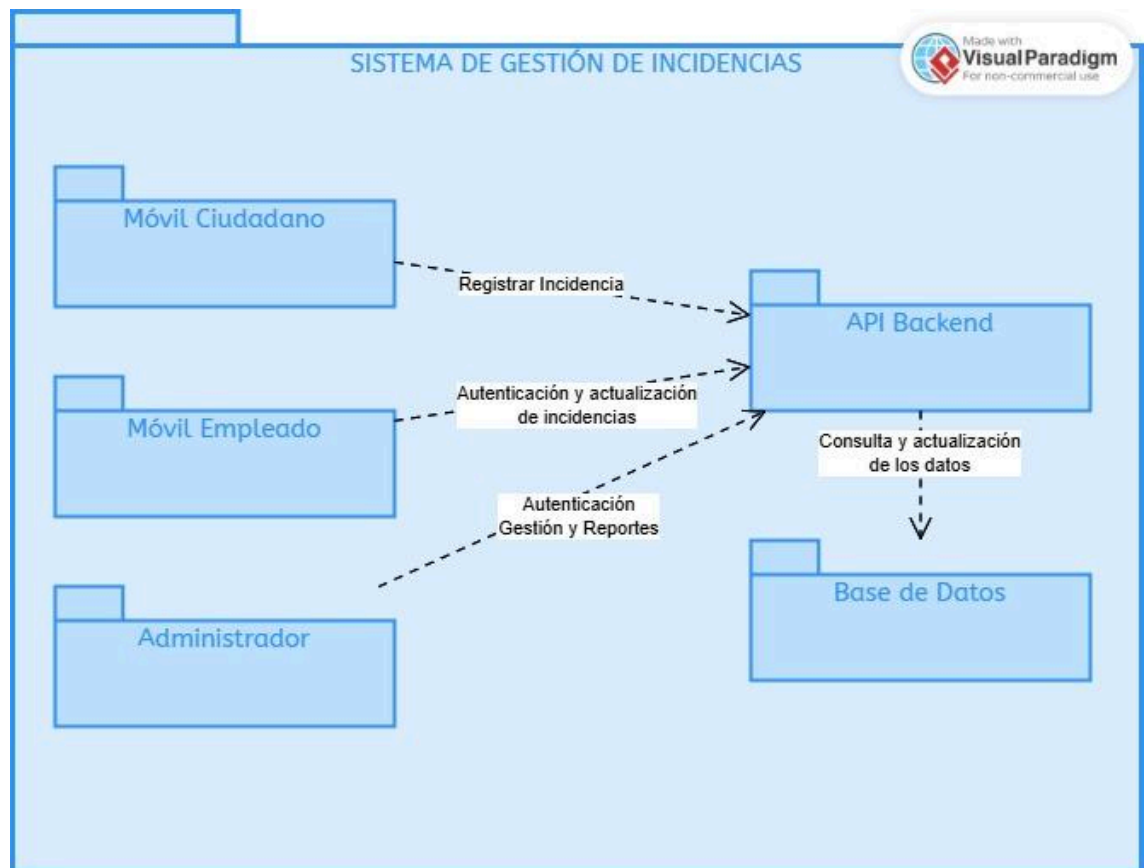 SISTEMA DE GESTIÓN DE INCIDENCIAS
Made with
Visual Paradigm
For non-commercial use
Móvil Ciudadano
Registrar Incidencia
API Backend
Móvil Empleado
Autenticación y actualización
de incidencias
Consulta y actualización
de los datos
Autenticación
Gestión y Reportes
Base de Datos
Administrador